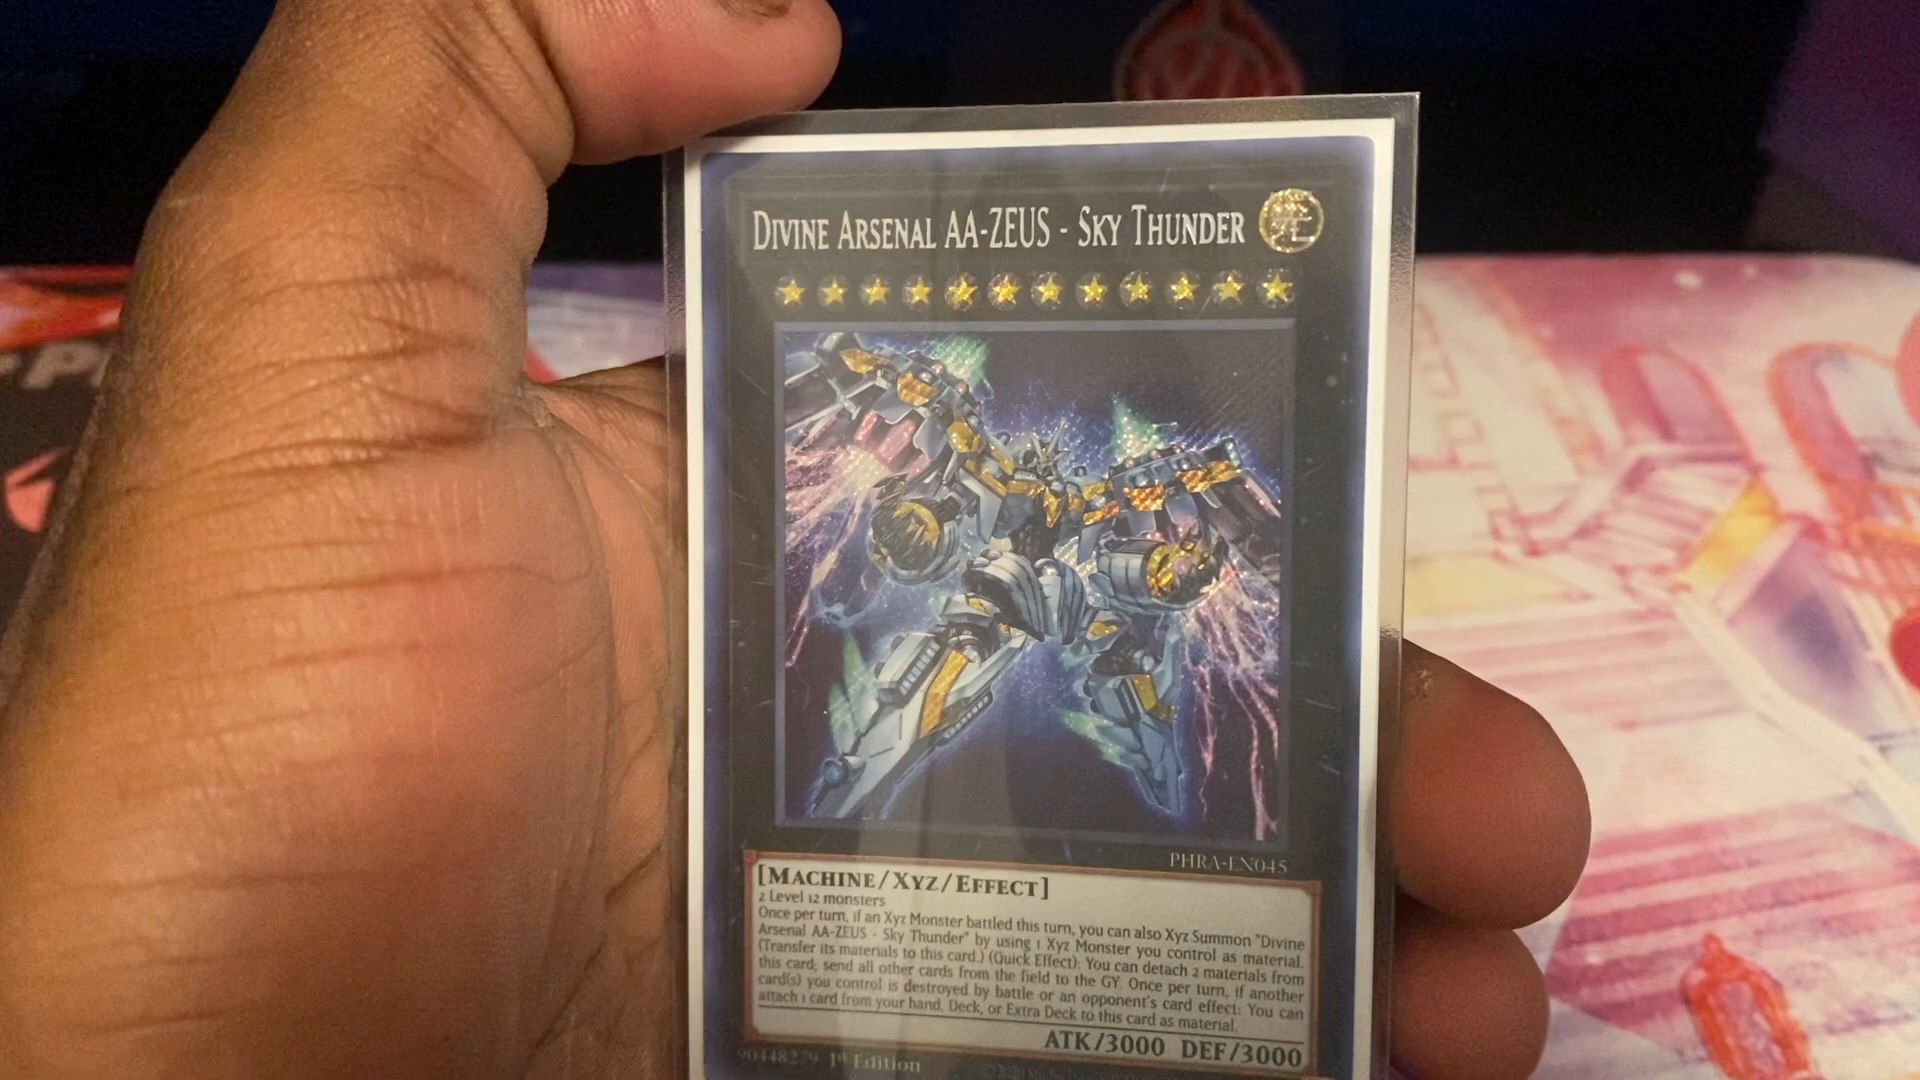 DIVINE ARSENAL AA-ZEUS - SKY THUNDER
光
PHRA-EN045
[MACHINE/XYZ/EFFECT]
2 Level 12 monsters
Once per turn, if an Xyz Monster battled this turn, you can also Xyz Summon "Divine
Arsenal AA-ZEUS - Sky Thunder" by using 1 Xyz Monster you control as material.
(Transfer its materials to this card.) (Quick Effect): You can detach 2 materials from
this card; send all other cards from the field to the GY. Once per turn, if another
card(s) you control is destroyed by battle or an opponent's card effect: You can
attach 1 card from your hand, Deck, or Extra Deck to this card as material.
ATK/3000 DEF/3000
90448279 1st Edition